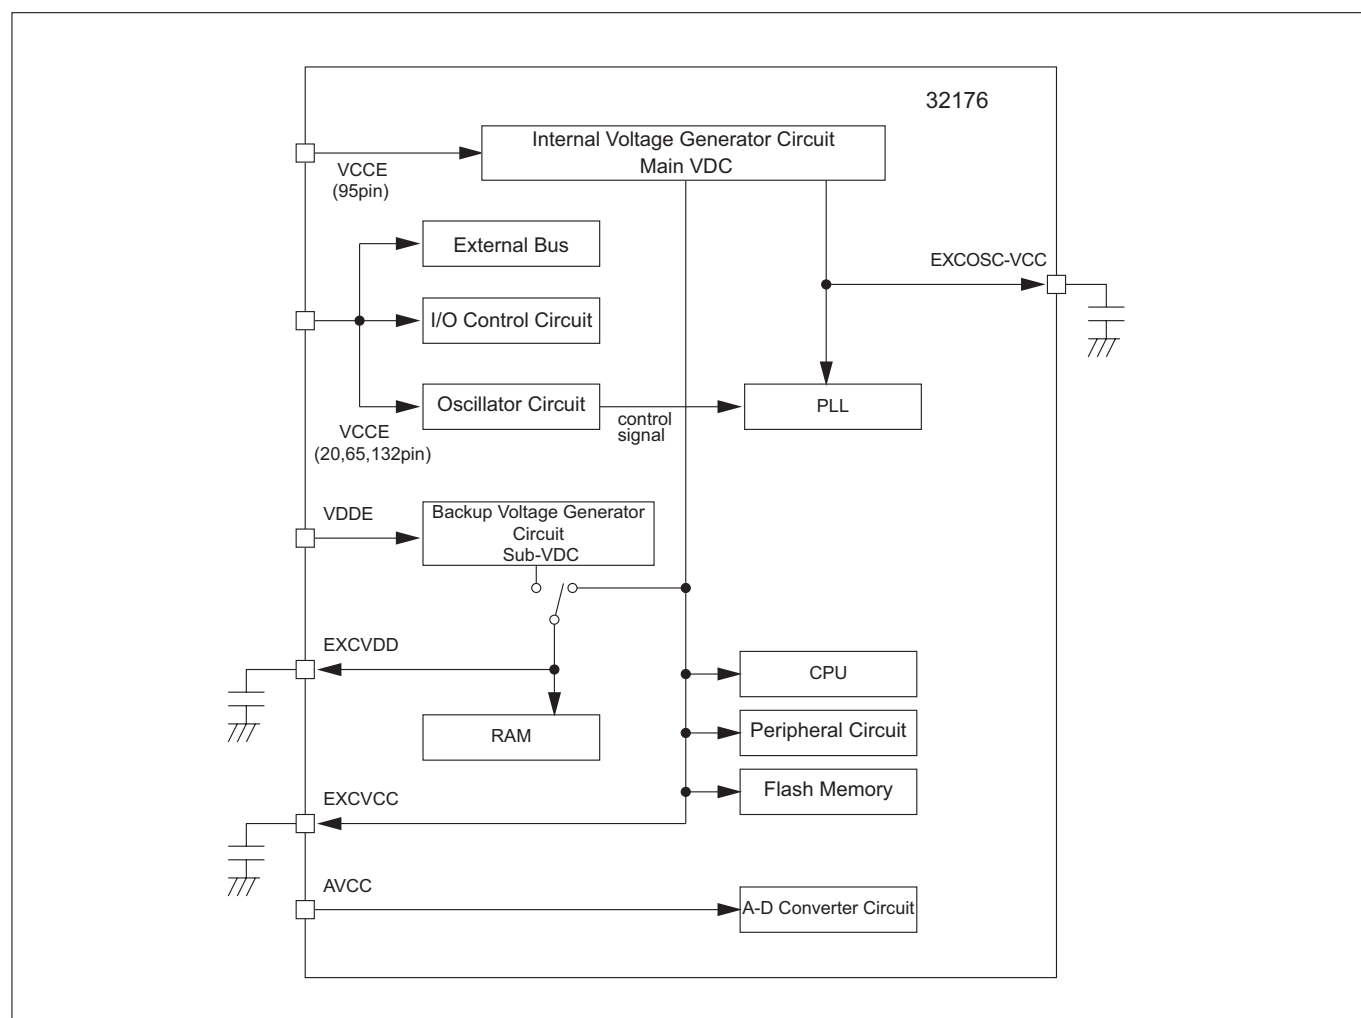 32176
Internal Voltage Generator Circuit
Main VDC
VCCE
(95pin)
External Bus
EXCOSC-VCC
I/O Control Circuit
Oscillator Circuit
PLL
control
signal
VCCE
(20,65,132pin)
VDDE
Backup Voltage Generator
Circuit
Sub-VDC
EXCVDD
CPU
RAM
Peripheral Circuit
Flash Memory
EXCVCC
AVCC
A-D Converter Circuit